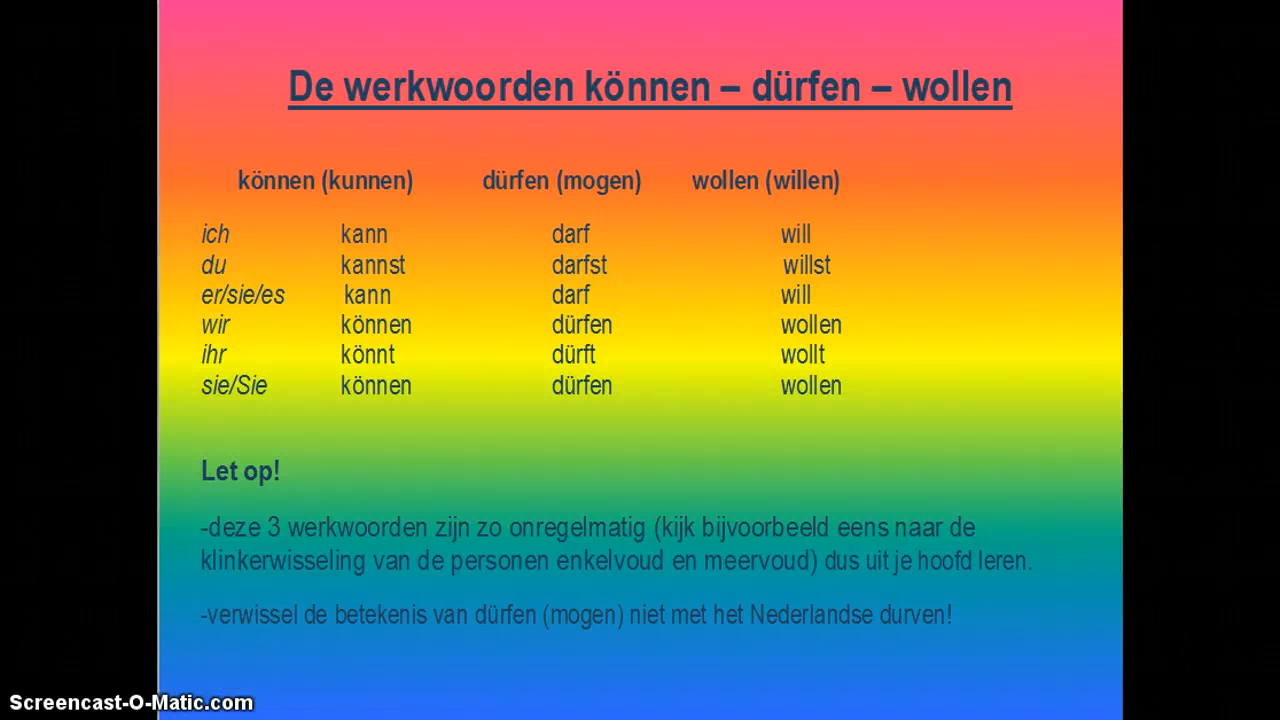 De werkwoorden können – dürfen – wollen
können (kunnen) dürfen (mogen) wollen (willen)
ich kann darf will
du kannst darfst willst
er/sie/es kann darf will
wir können dürfen wollen
ihr könnt dürft wollt
sie/Sie können dürfen wollen
Let op!
-deze 3 werkwoorden zijn zo onregelmatig (kijk bijvoorbeeld eens naar de
klinkerwisseling van de personen enkelvoud en meervoud) dus uit je hoofd leren.
-verwissel de betekenis van dürfen (mogen) niet met het Nederlandse durven!
Screencast-O-Matic.com